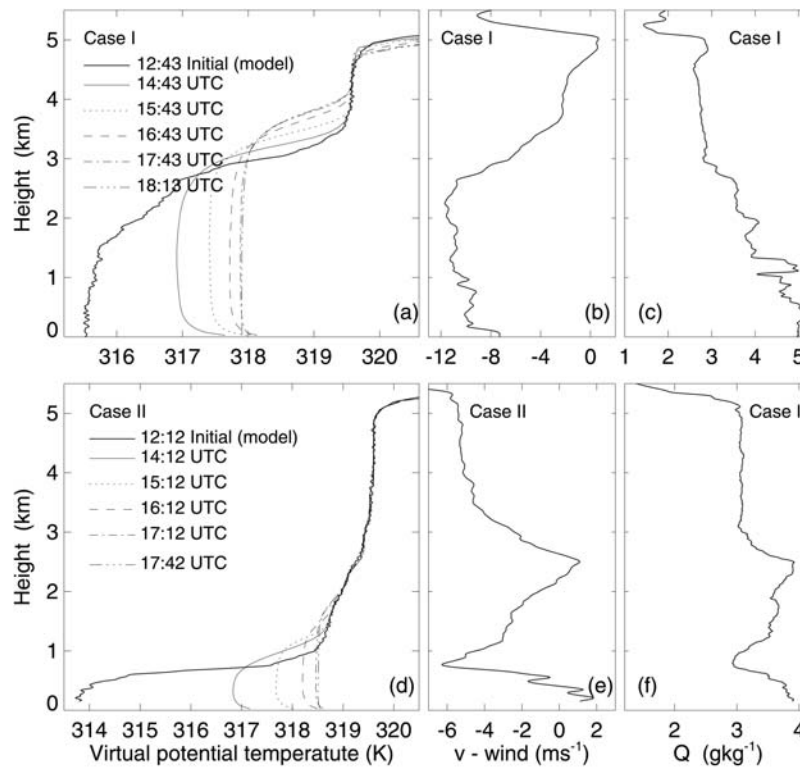 Case I
12:43 Initial (model)
14:43 UTC
15:43 UTC
16:43 UTC
17:43 UTC
18:13 UTC
Height (km)
5
4
3
2
1
0
316 317 318 319 320
(a)
Case I
-12 -8 -4 0
(b)
Case I
1 2 3 4 5
(c)
Case II
12:12 Initial (model)
14:12 UTC
15:12 UTC
16:12 UTC
17:12 UTC
17:42 UTC
Height (km)
5
4
3
2
1
0
314 315 316 317 318 319 320
Virtual potential temperatute (K)
(d)
Case II
-6 -4 -2 0 2
v - wind (ms-1)
(e)
Case I
2 3 4
Q (gkg-1)
(f)